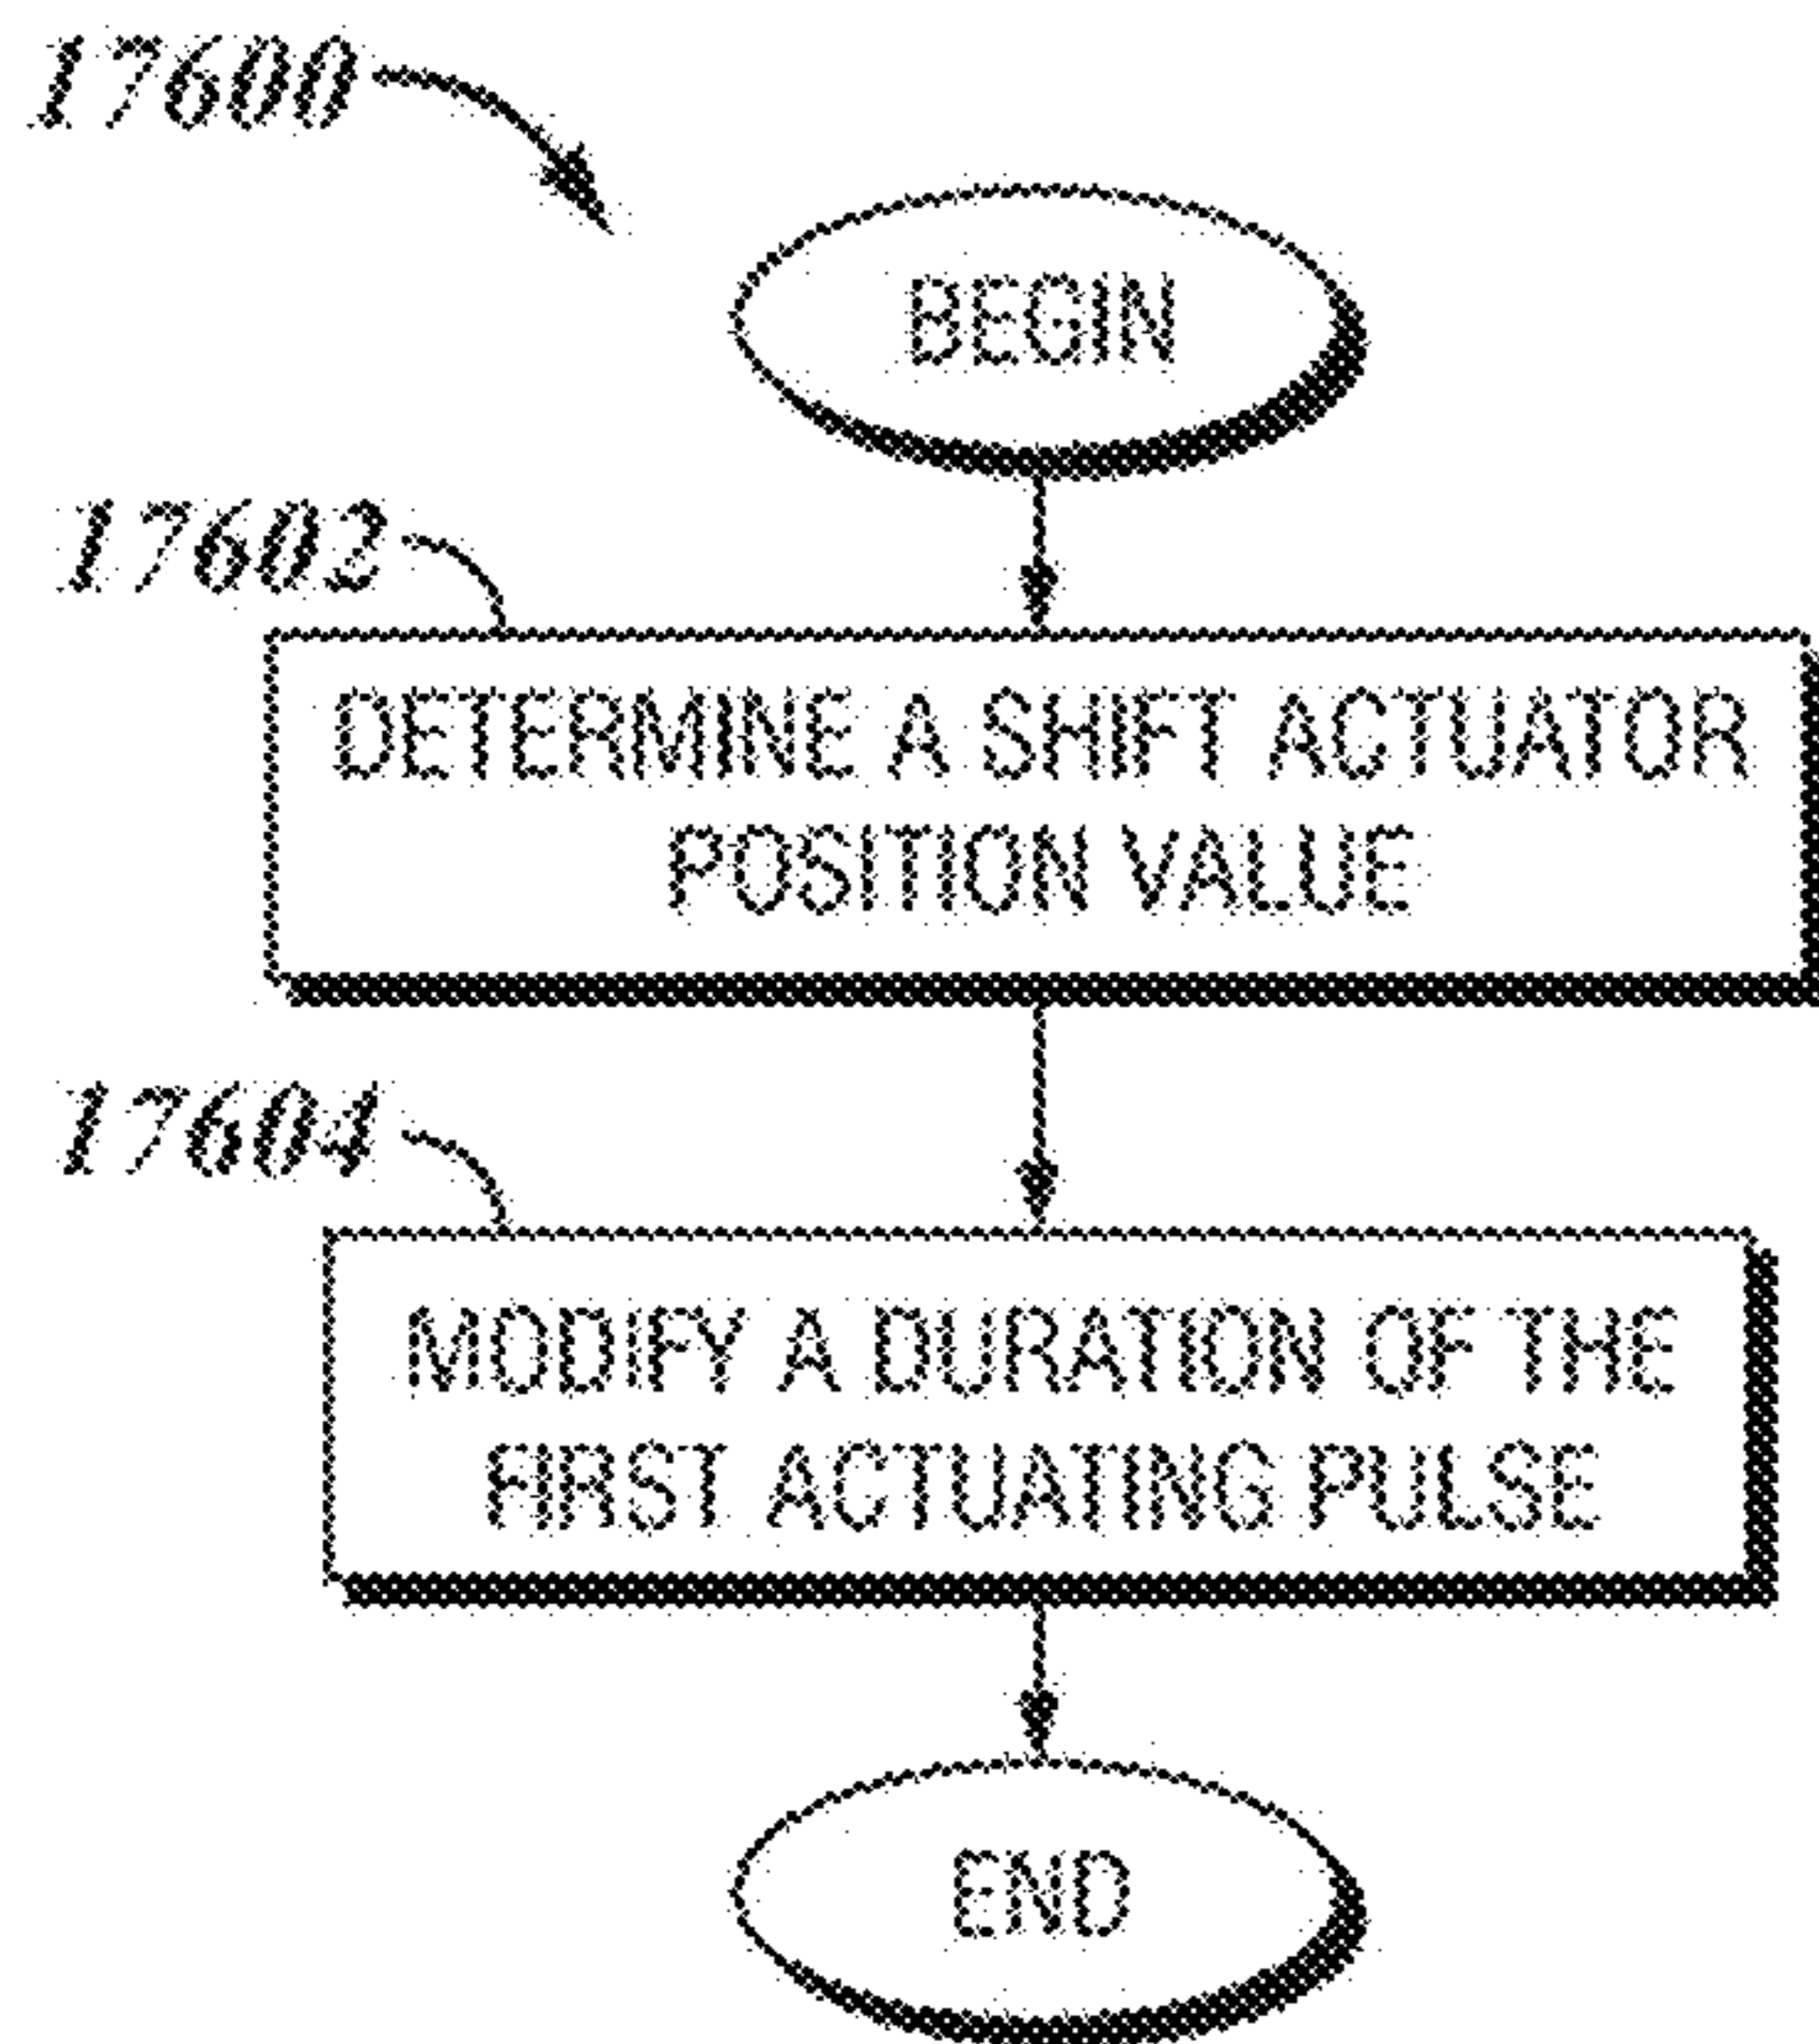 17600
BEGIN
17602
DETERMINE A SHIFT ACTUATOR
POSITION VALUE
17604
MODIFY A DURATION OF THE
FIRST ACTUATING PULSE
END